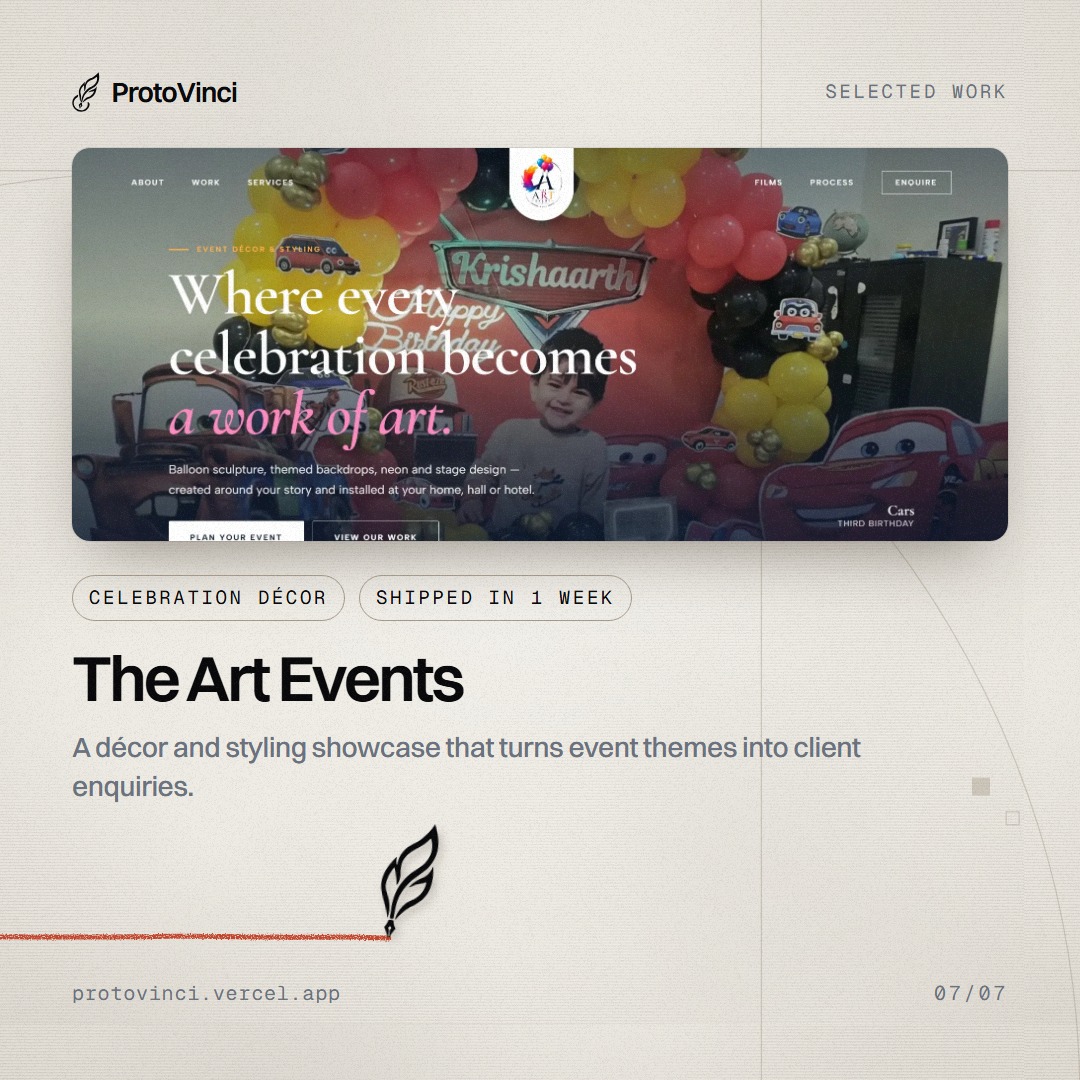 ProtoVinci
SELECTED WORK
ABOUT WORK SERVICES
A
ART
FILMS PROCESS ENQUIRE
EVENT DÉCOR & STYLING
Krishaarth
Happy
Birthday
Where every
celebration becomes
a work of art.
Balloon sculpture, themed backdrops, neon and stage design —
created around your story and installed at your home, hall or hotel.
PLAN YOUR EVENT
VIEW OUR WORK
Cars
THIRD BIRTHDAY
CELEBRATION DÉCOR
SHIPPED IN 1 WEEK
The Art Events
A décor and styling showcase that turns event themes into client
enquiries.
protovinci.vercel.app
07/07